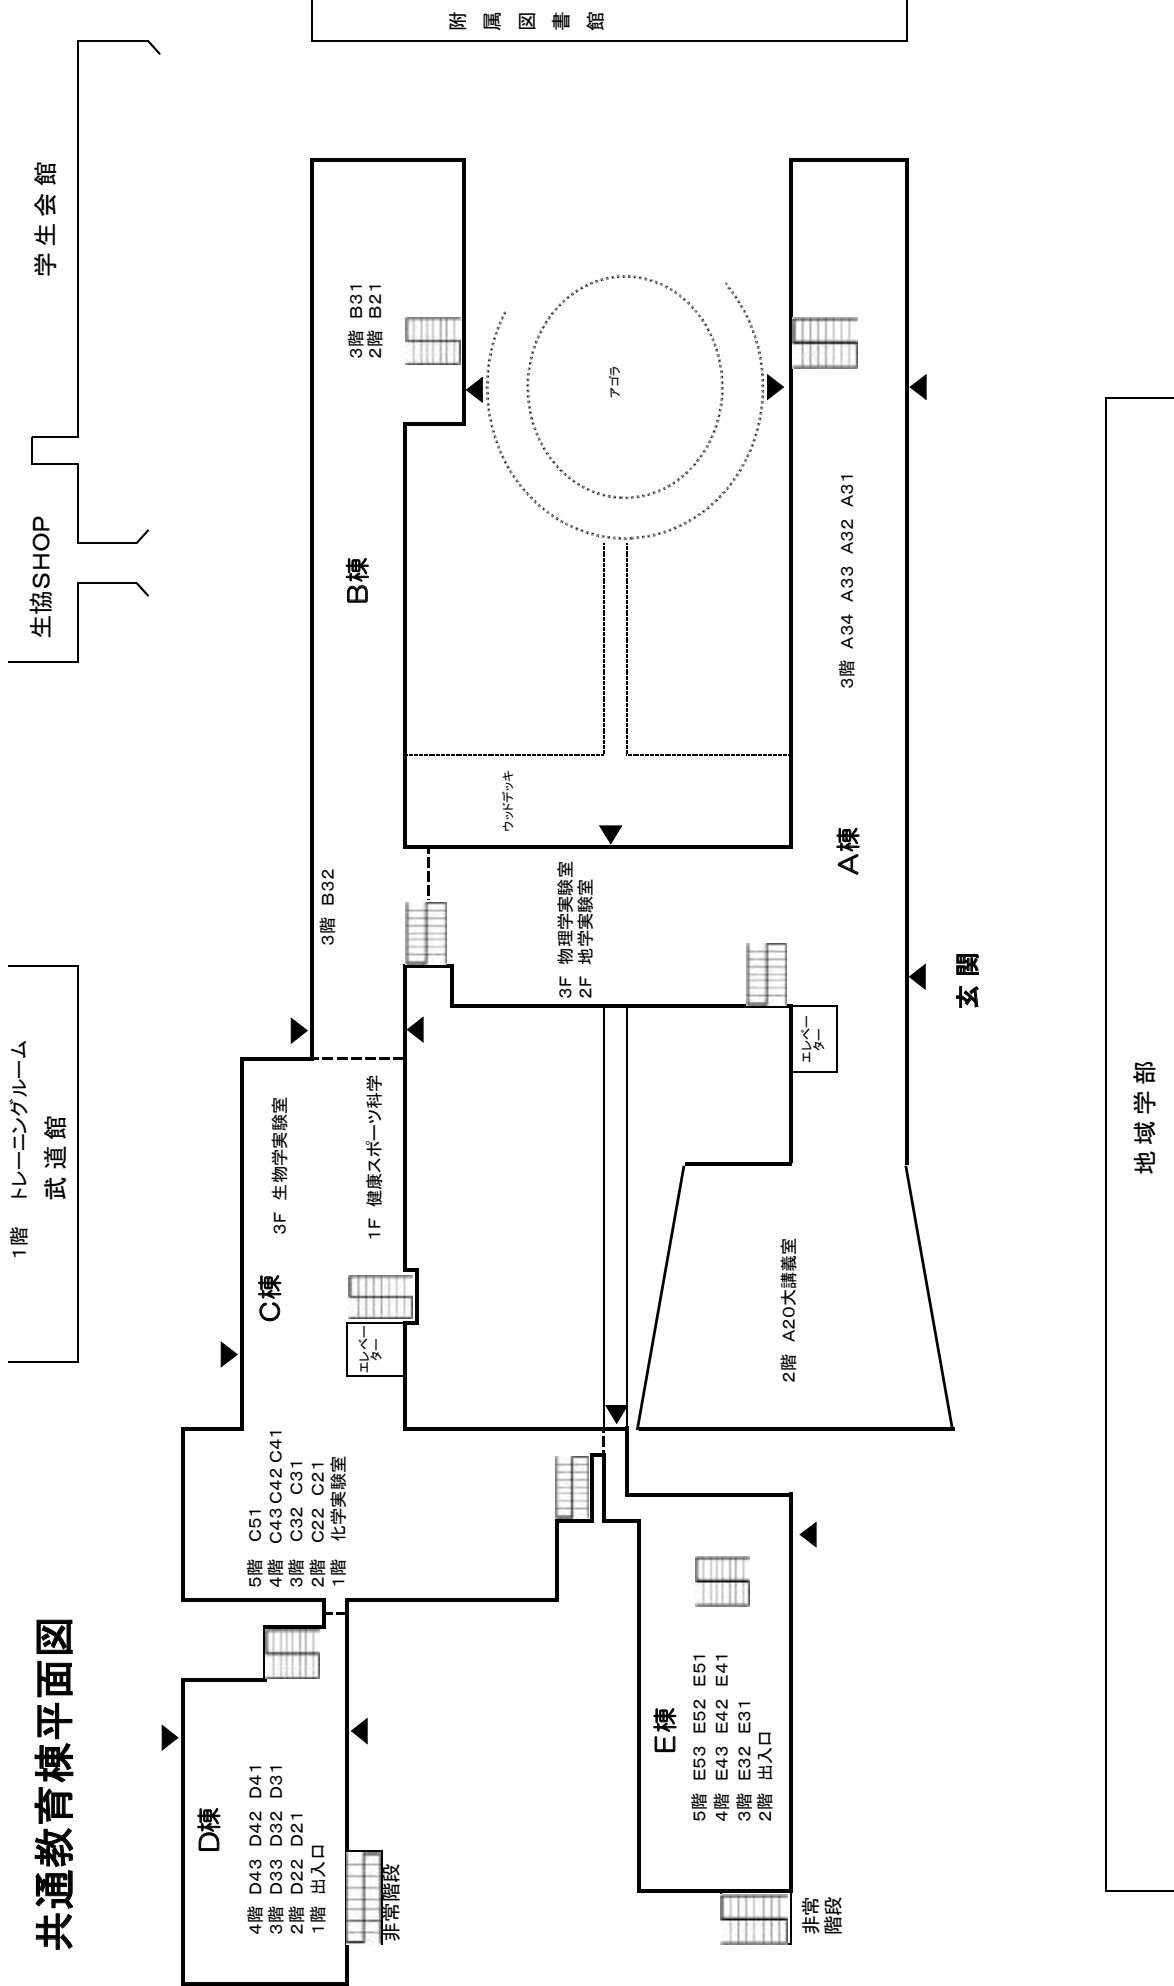 共通教育棟平面図
1階 トレーニングルーム
武道館
生協SHOP
学生会館
附属図書館
D棟
4階 D43 D42 D41
3階 D33 D32 D31
2階 D22 D21
1階 出入口
非常階段
5階 C51
4階 C43 C42 C41
3階 C32 C31
2階 C22 C21
1階 化学実験室
C棟
3F 生物学実験室
1F 健康スポーツ科学
エレベー
ター
3階 B32
B棟
3階 B31
2階 B21
ウッドデッキ
アゴラ
3F 物理学実験室
2F 地学実験室
E棟
5階 E53 E52 E51
4階 E43 E42 E41
3階 E32 E31
2階 出入口
非常
階段
2階 A20大講義室
エレベー
ター
A棟
3階 A34 A33 A32 A31
玄関
地域学部